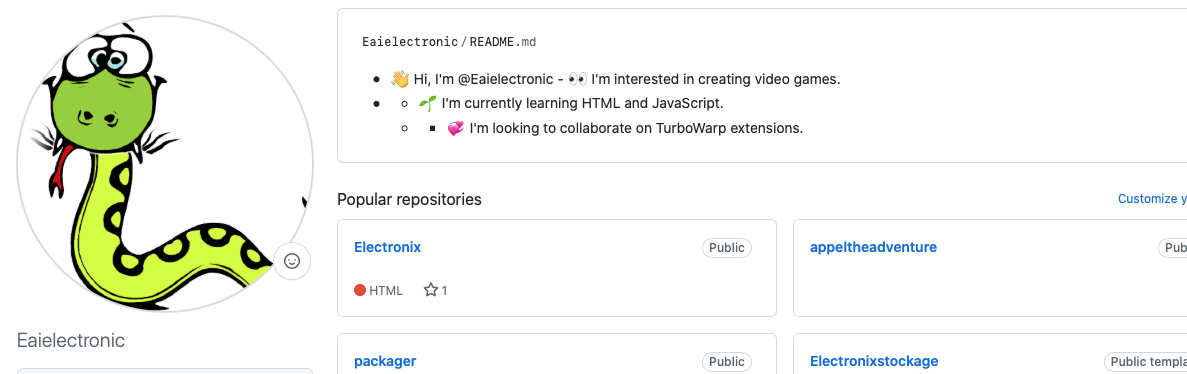 Eaielectronic/README.md
👋 Hi, I'm @Eaielectronic - 👀 I'm interested in creating video games.
🌱 I'm currently learning HTML and JavaScript.
💞 I'm looking to collaborate on TurboWarp extensions.
Eaielectronic
Popular repositories
Customize y
Electronix
Public
HTML
1
appeltheadventure
Pub
packager
Public
Electronixstockage
Public templa